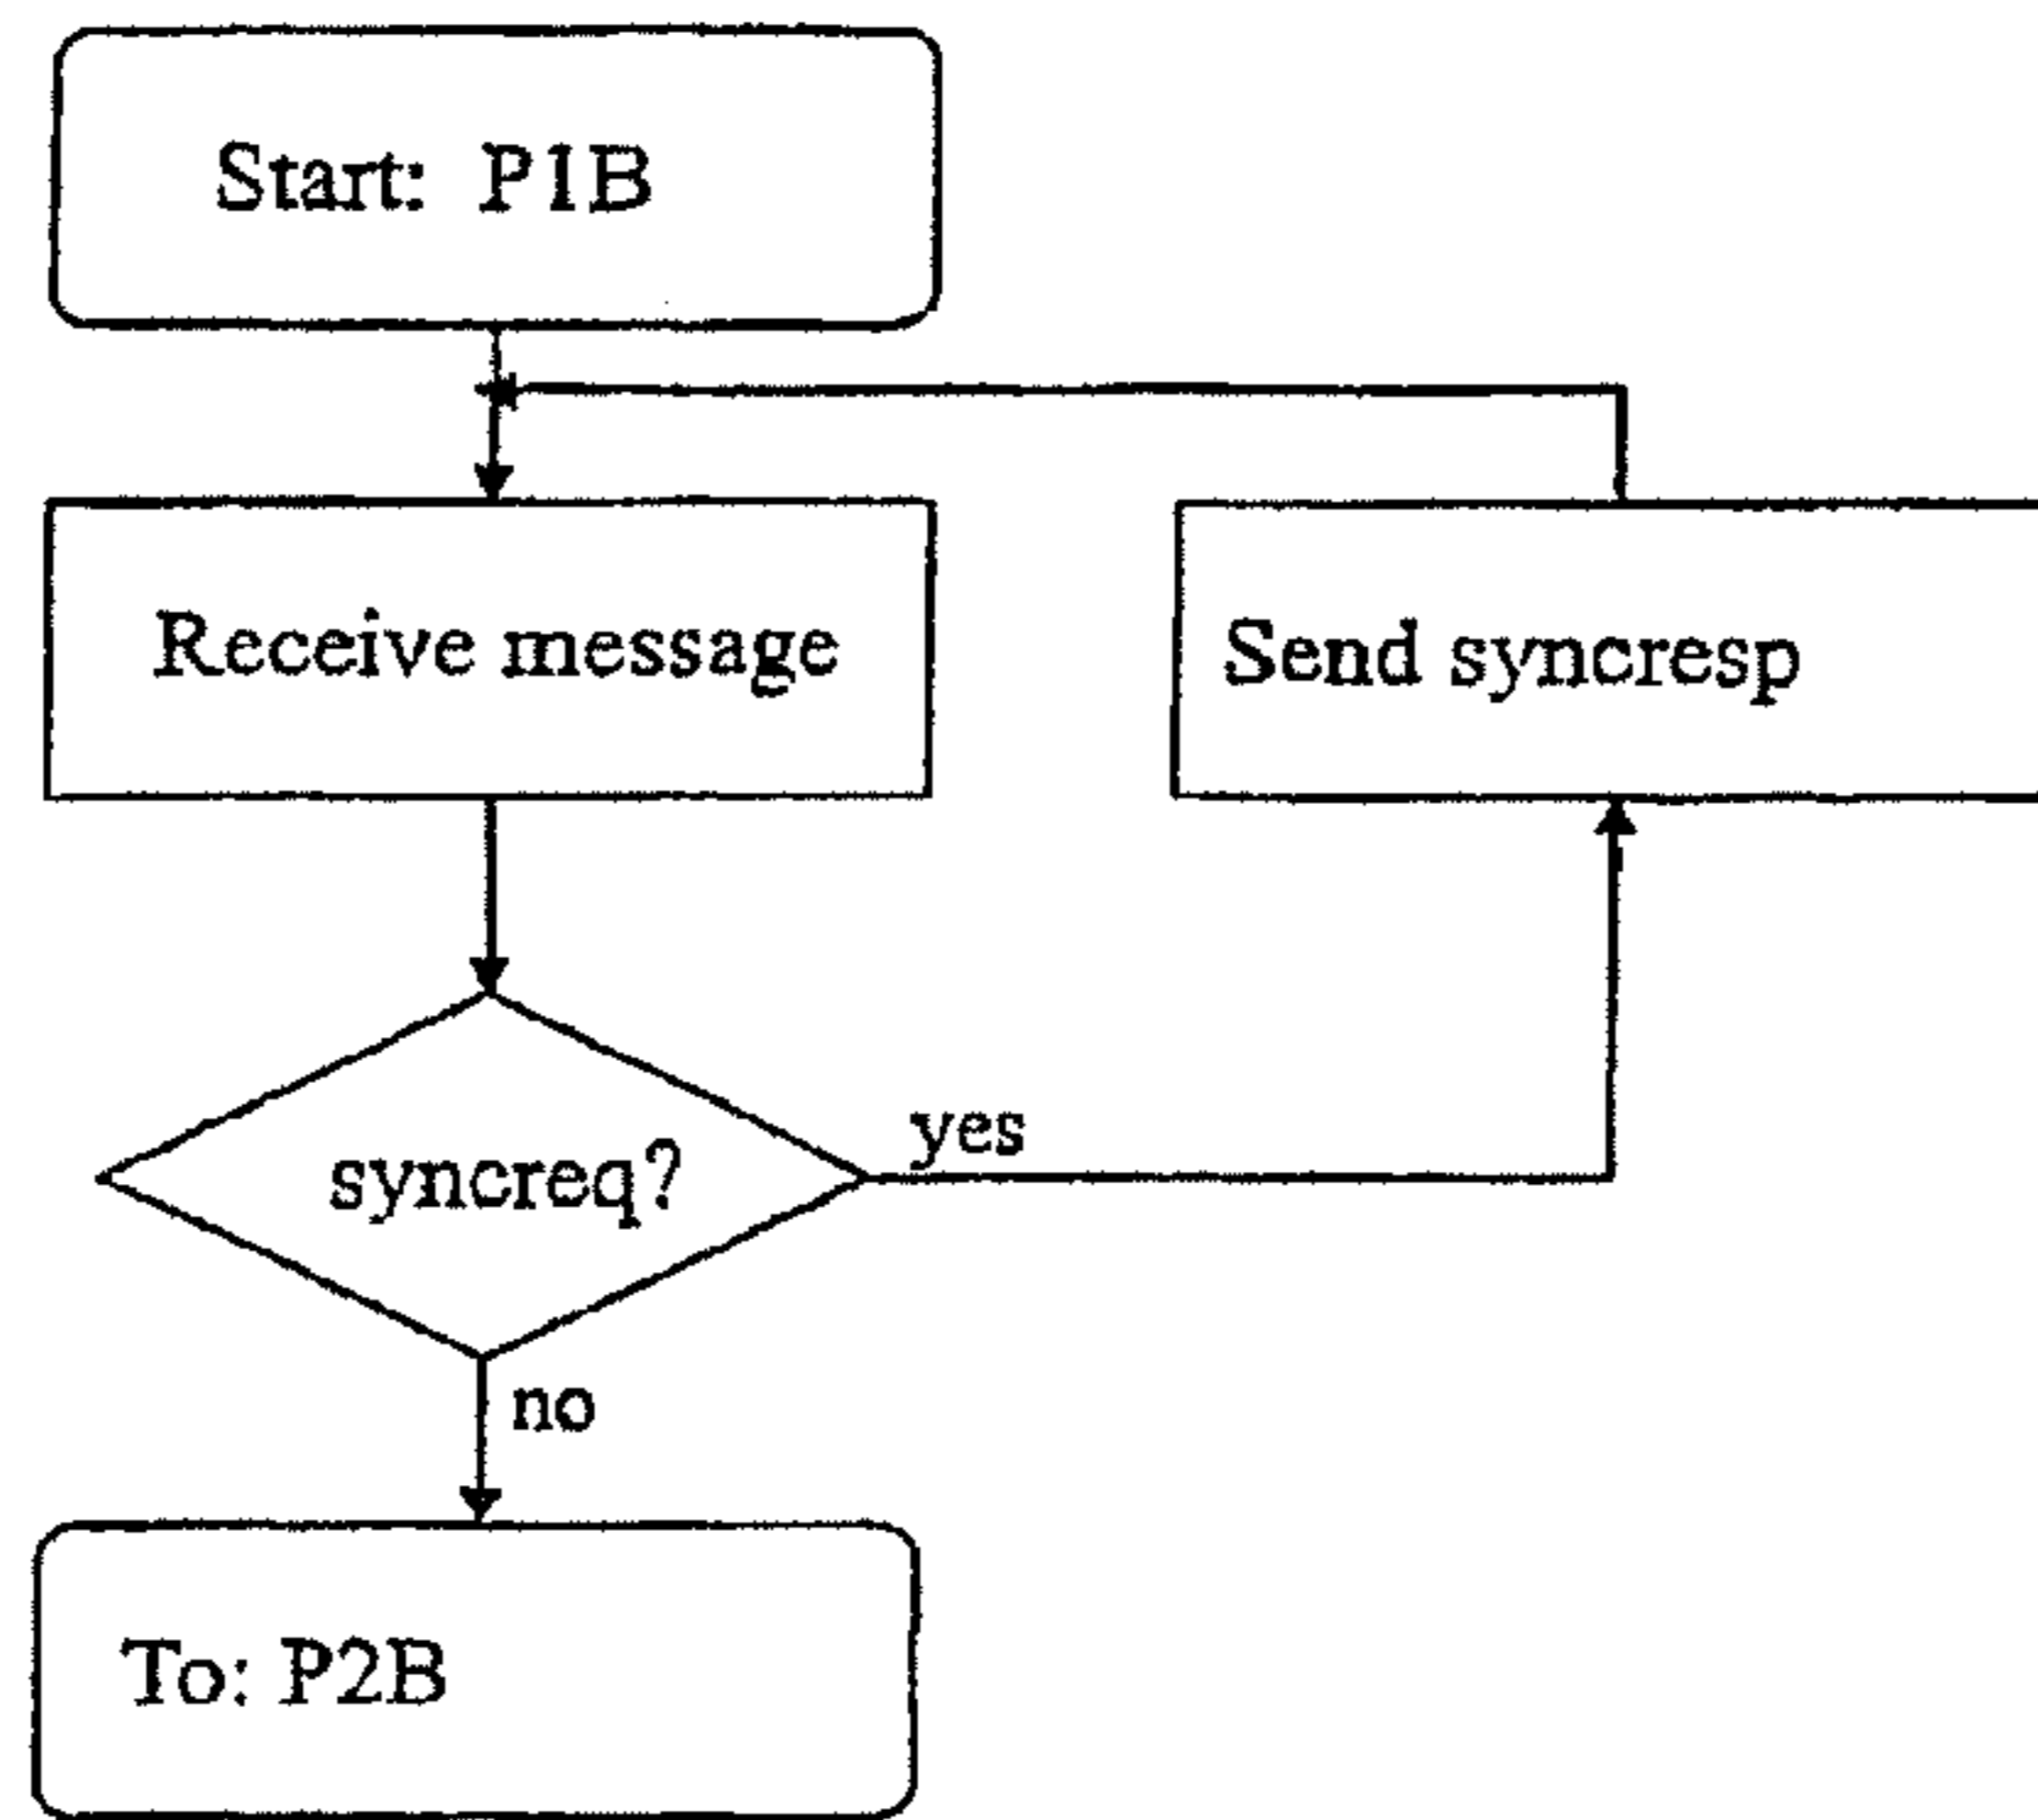 Start: P1B
Receive message
Send syncresp
syncreq?
yes
no
To: P2B